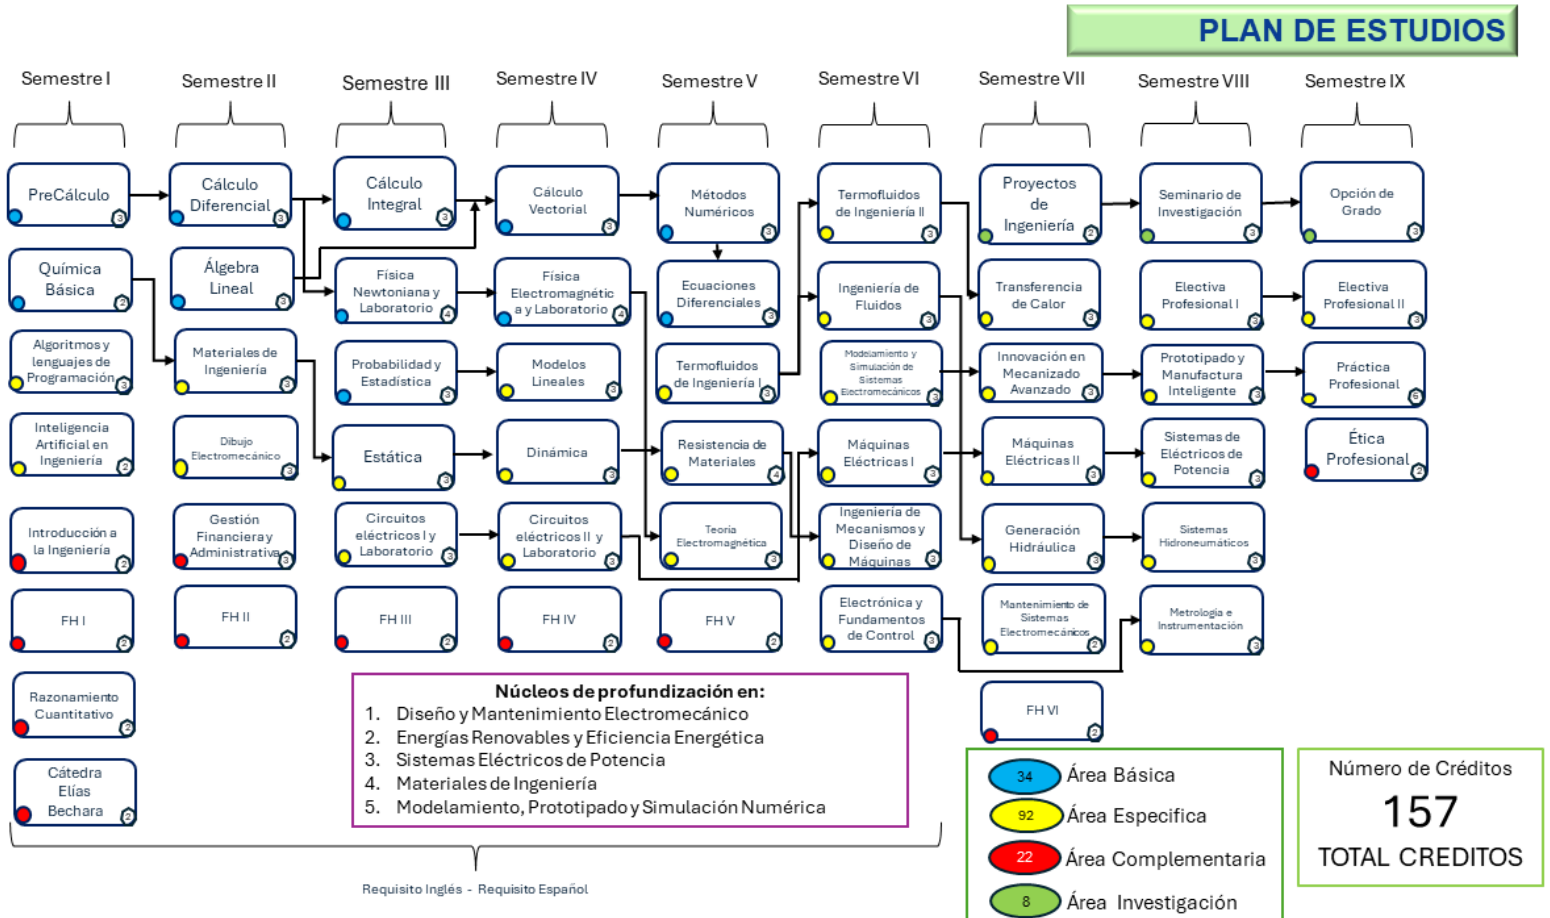 PLAN DE ESTUDIOS
Semestre I
Semestre II
Semestre III
Semestre IV
Semestre V
Semestre VI
Semestre VII
Semestre VIII
Semestre IX
PreCálculo
3
Química
Básica
2
Algoritmos y
lenguajes de
Programación
3
Inteligencia
Artificial en
Ingeniería
2
Introducción a
la Ingeniería
2
FH I
2
Razonamiento
Cuantitativo
2
Cátedra
Elías
Bechara
2
Cálculo
Diferencial
3
Álgebra
Lineal
3
Materiales de
Ingeniería
3
Dibujo
Electromecánico
3
Gestión
Financiera y
Administrativa
3
FH II
2
Cálculo
Integral
3
Física
Newtoniana y
Laboratorio
4
Probabilidad y
Estadística
3
Estática
3
Circuitos
eléctricos I y
Laboratorio
3
FH III
2
Cálculo
Vectorial
3
Física
Electromagnétic
a y Laboratorio
4
Modelos
Lineales
3
Dinámica
3
Circuitos
eléctricos II y
Laboratorio
3
FH IV
2
Métodos
Numéricos
3
Ecuaciones
Diferenciales
3
Termofluidos
de Ingeniería I
3
Resistencia de
Materiales
4
Teoría
Electromagnética
3
FH V
2
Termofluidos
de Ingeniería II
3
Ingeniería de
Fluidos
3
Modelamiento y
Simulación de
Sistemas
Electromecánicos
3
Máquinas
Eléctricas I
3
Ingeniería de
Mecanismos y
Diseño de
Máquinas
3
Electrónica y
Fundamentos
de Control
3
Proyectos
de
Ingeniería
2
Transferencia
de Calor
3
Innovación en
Mecanizado
Avanzado
3
Máquinas
Eléctricas II
3
Generación
Hidráulica
3
Mantenimiento de
Sistemas
Electromecánicos
2
FH VI
2
Seminario de
Investigación
3
Electiva
Profesional I
3
Prototipado y
Manufactura
Inteligente
3
Sistemas de
Eléctricos de
Potencia
3
Sistemas
Hidroneumáticos
3
Metrología e
Instrumentación
3
Opción de
Grado
3
Electiva
Profesional II
3
Práctica
Profesional
6
Ética
Profesional
2
Núcleos de profundización en:
1. Diseño y Mantenimiento Electromecánico
2. Energías Renovables y Eficiencia Energética
3. Sistemas Eléctricos de Potencia
4. Materiales de Ingeniería
5. Modelamiento, Prototipado y Simulación Numérica
Requisito Inglés - Requisito Español
34 Área Básica
92 Área Especifica
22 Área Complementaria
8 Área Investigación
Número de Créditos
157
TOTAL CREDITOS